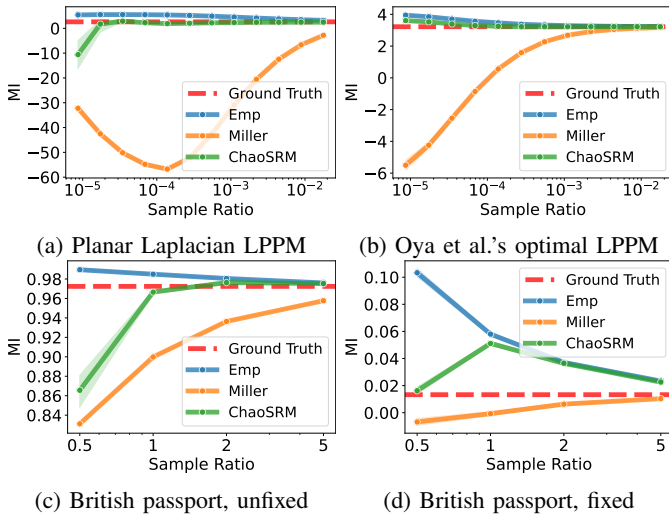 0
−10
−20
−30
−40
−50
−60
MI
10⁻⁵ 10⁻⁴ 10⁻³ 10⁻²
Sample Ratio
Ground Truth
Emp
Miller
ChaoSRM
(a) Planar Laplacian LPPM
4
2
0
−2
−4
−6
MI
10⁻⁵ 10⁻⁴ 10⁻³ 10⁻²
Sample Ratio
Ground Truth
Emp
Miller
ChaoSRM
(b) Oya et al.'s optimal LPPM
0.98
0.96
0.94
0.92
0.90
0.88
0.86
0.84
MI
0.5 1 2 5
Sample Ratio
Ground Truth
Emp
Miller
ChaoSRM
(c) British passport, unfixed
0.10
0.08
0.06
0.04
0.02
0.00
MI
0.5 1 2 5
Sample Ratio
Ground Truth
Emp
Miller
ChaoSRM
(d) British passport, fixed